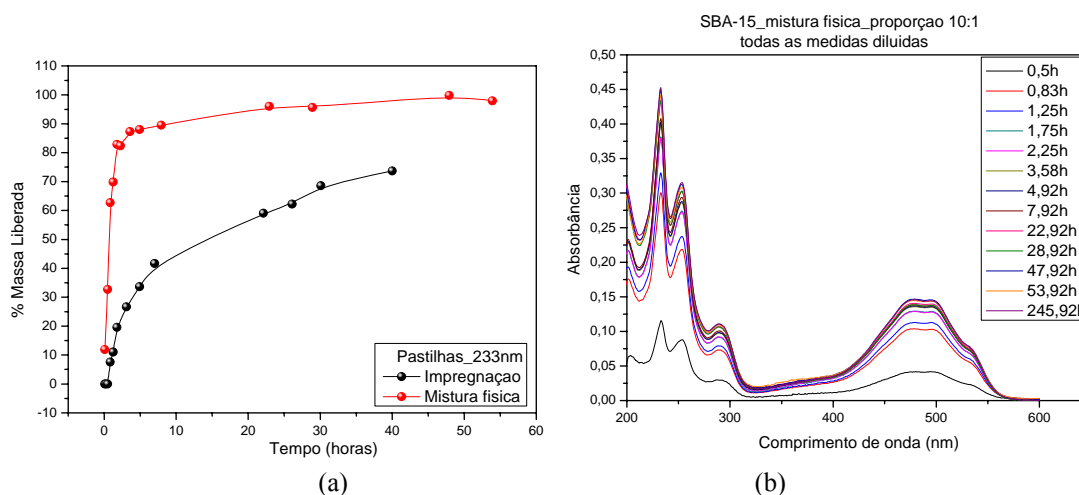 110
100
90
80
70
60
50
40
30
20
10
0
-10
% Massa Liberada
0 10 20 30 40 50 60
Tempo (horas)
Pastilhas_233nm
Impregnaçao
Mistura fisica
(a)
SBA-15_mistura fisica_proporçao 10:1
todas as medidas diluidas
0,50
0,45
0,40
0,35
0,30
0,25
0,20
0,15
0,10
0,05
0,00
Absorbância
200 300 400 500 600
Comprimento de onda (nm)
0,5h
0,83h
1,25h
1,75h
2,25h
3,58h
4,92h
7,92h
22,92h
28,92h
47,92h
53,92h
245,92h
(b)